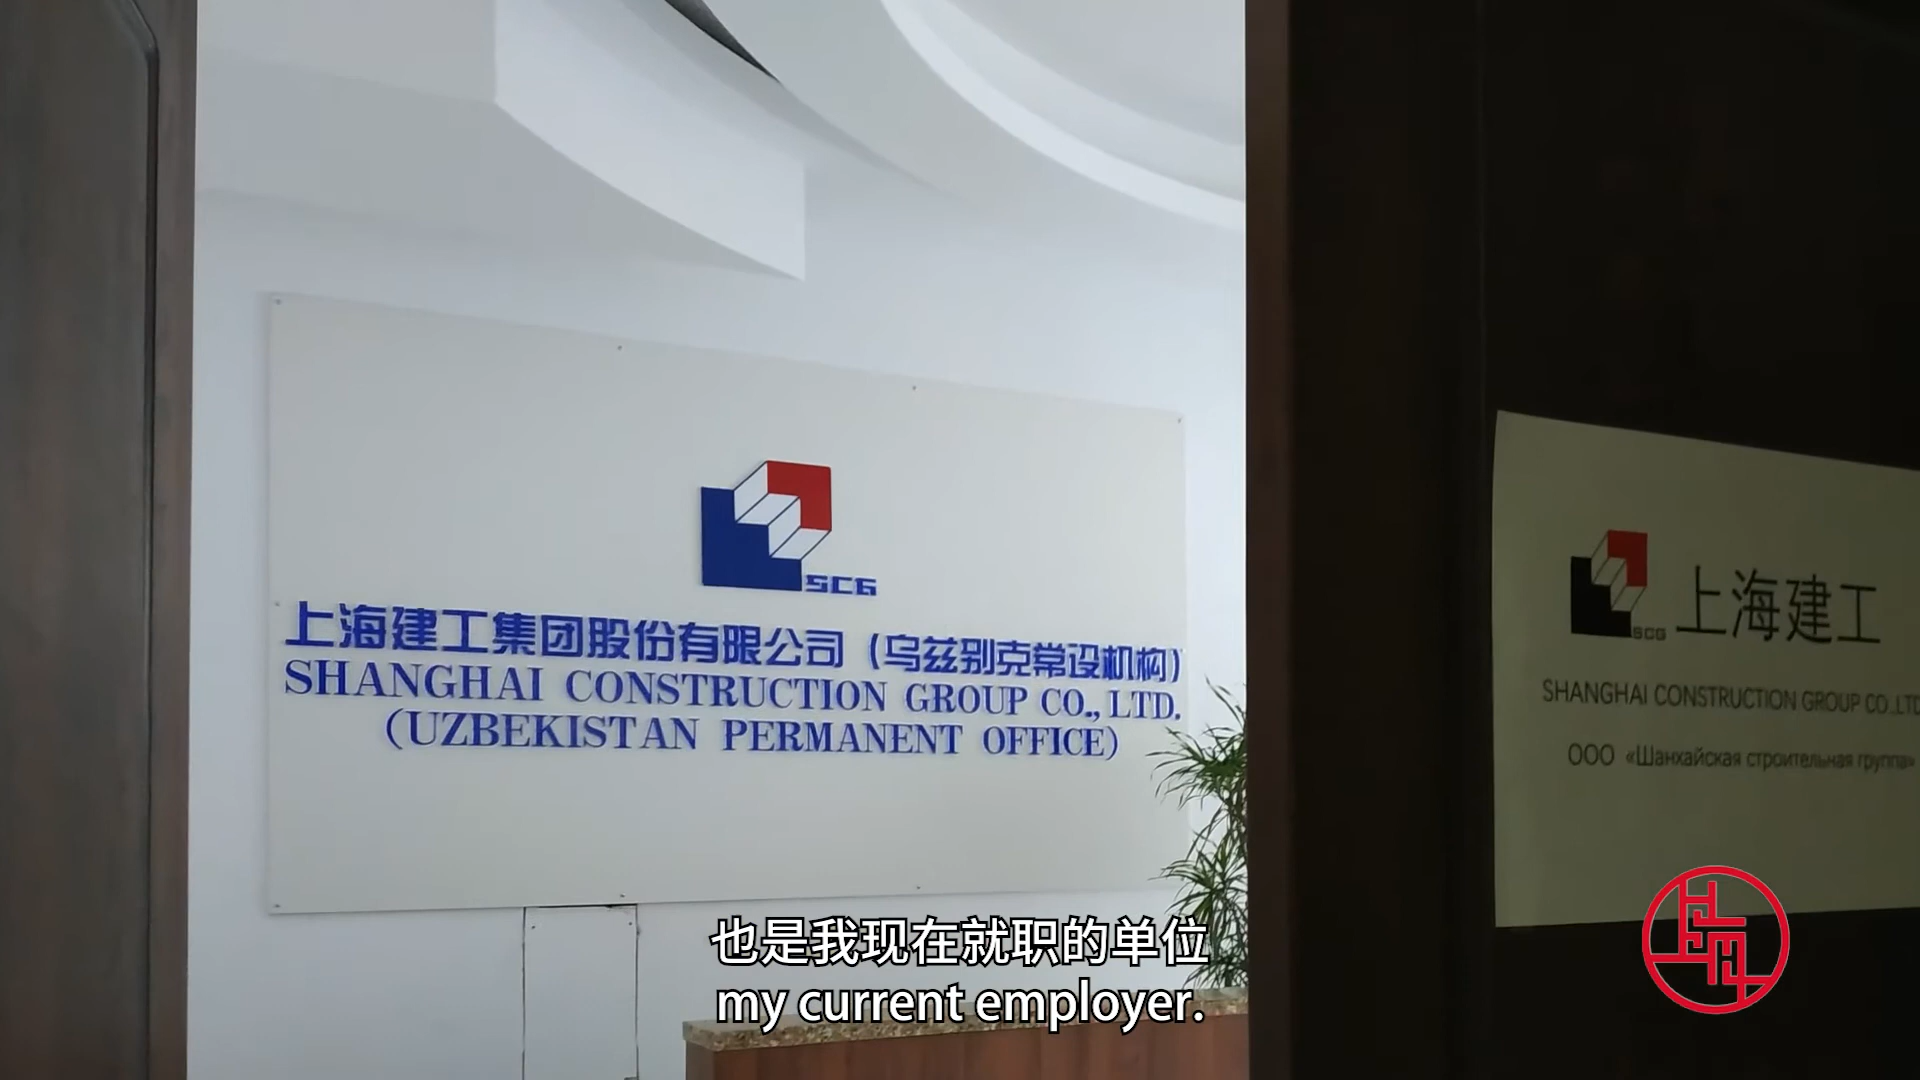 SCG
上海建工集团股份有限公司（乌兹别克常设机构）
SHANGHAI CONSTRUCTION GROUP CO., LTD.
(UZBEKISTAN PERMANENT OFFICE)
SCG
上海建工
SHANGHAI CONSTRUCTION GROUP CO.,LTD
ООО «Шанхайская строительная группа»
也是我现在就职的单位
my current employer.